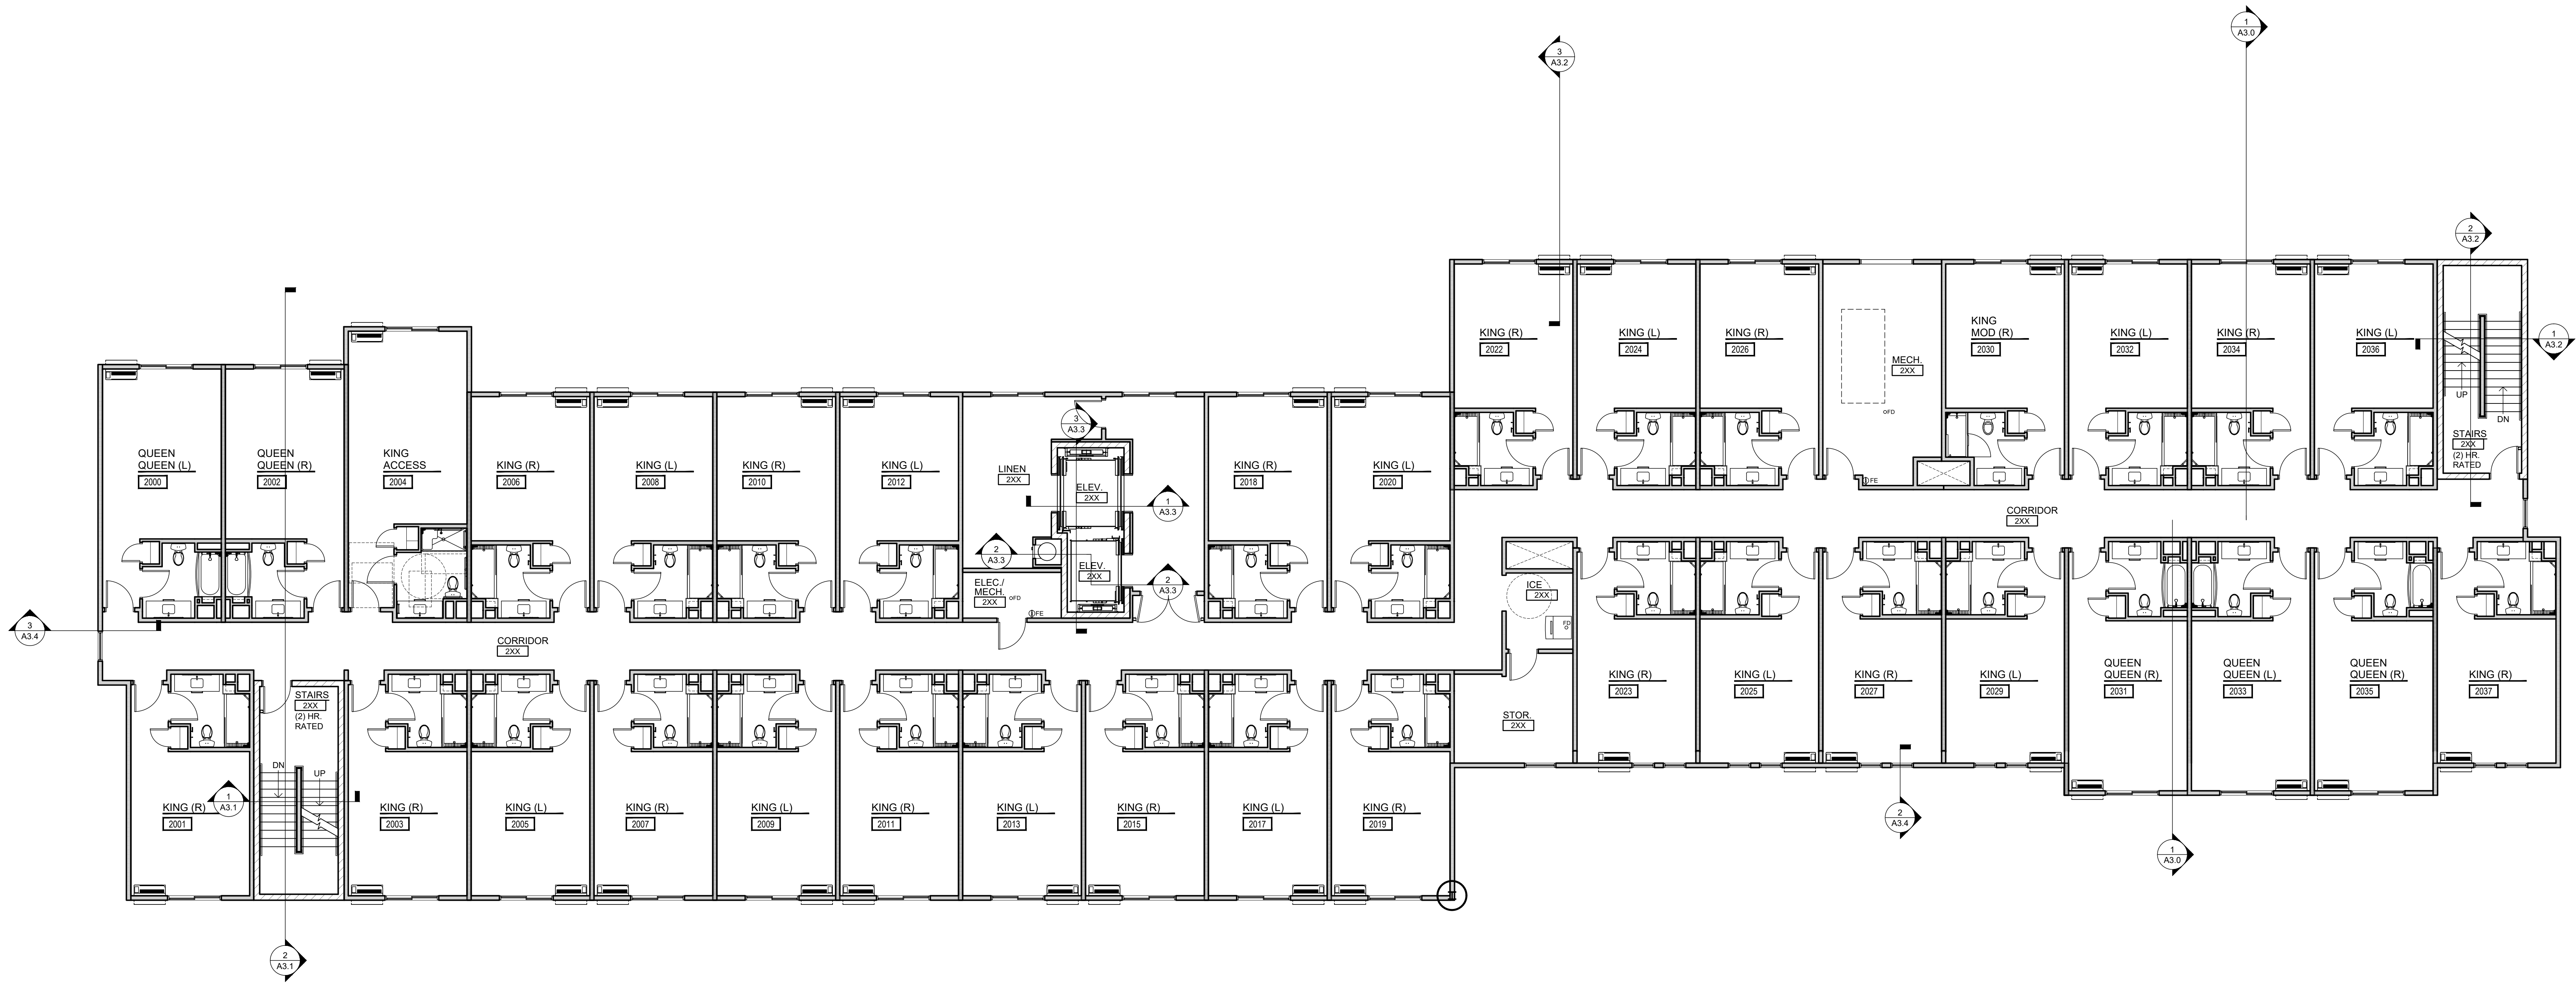 1
A3.0
3
A3.2
2
A3.2
1
A3.2
KING (R)
2022
KING (L)
2024
KING (R)
2026
MECH.
2XX
FD
FE
KING
MOD (R)
2030
KING (L)
2032
KING (R)
2034
KING (L)
2036
UP
DN
STAIRS
2XX
(2) HR.
RATED
QUEEN
QUEEN (L)
2000
QUEEN
QUEEN (R)
2002
KING
ACCESS
2004
KING (R)
2006
KING (L)
2008
KING (R)
2010
KING (L)
2012
LINEN
2XX
3
A3.3
ELEV.
2XX
1
A3.3
2
A3.3
ELEV.
2XX
2
A3.3
ELEC./
MECH.
2XX
FD
FE
KING (R)
2018
KING (L)
2020
CORRIDOR
2XX
ICE
2XX
FD
3
A3.4
CORRIDOR
2XX
STAIRS
2XX
(2) HR.
RATED
DN
UP
STOR.
2XX
KING (R)
2023
KING (L)
2025
KING (R)
2027
KING (L)
2029
QUEEN
QUEEN (R)
2031
QUEEN
QUEEN (L)
2033
QUEEN
QUEEN (R)
2035
KING (R)
2037
KING (R)
2001
1
A3.1
KING (R)
2003
KING (L)
2005
KING (R)
2007
KING (L)
2009
KING (R)
2011
KING (L)
2013
KING (R)
2015
KING (L)
2017
KING (R)
2019
2
A3.4
1
A3.0
2
A3.1